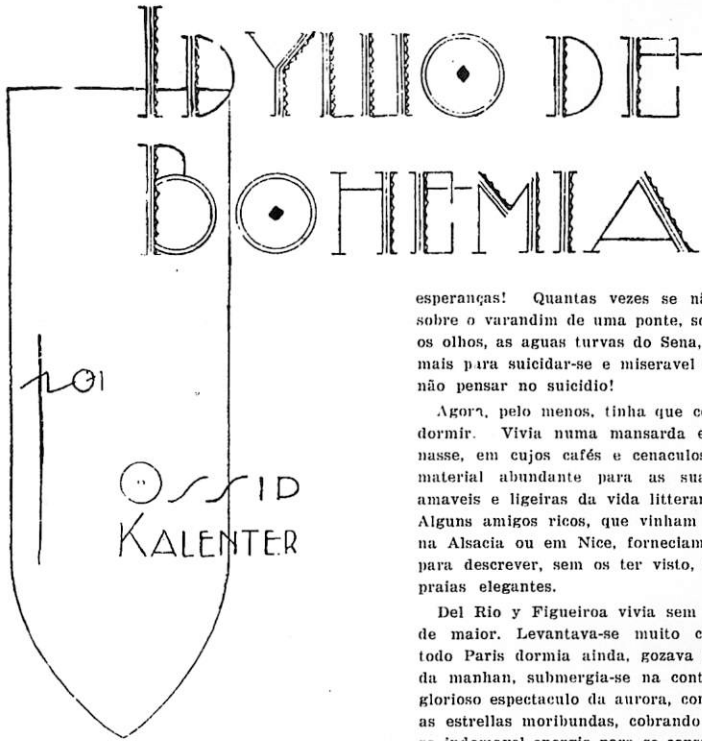 IDYLLIO DE
BOHEMIA
por
OSSIP
KALENTER
esperanças! Quantas vezes se
sobre o varandim de uma ponte,
os olhos, as aguas turvas do Sena,
mais para suicidar-se e miseravel
não pensar no suicidio!
Agora, pelo menos, tinha que
dormir. Vivia numa mansarda
nasse, em cujos cafés e cenaculos
material abundante para as
amaveis e ligeiras da vida
Alguns amigos ricos, que vinham
na Alsacia ou em Nice,
para descrever, sem os ter visto,
praias elegantes.
Del Rio y Figueiroa vivia sem
de maior. Levantava-se muito
todo Paris dormia ainda, gozava
da manhan, submergia-se na
glorioso espectaculo da aurora,
as estrellas moribundas, cobrando